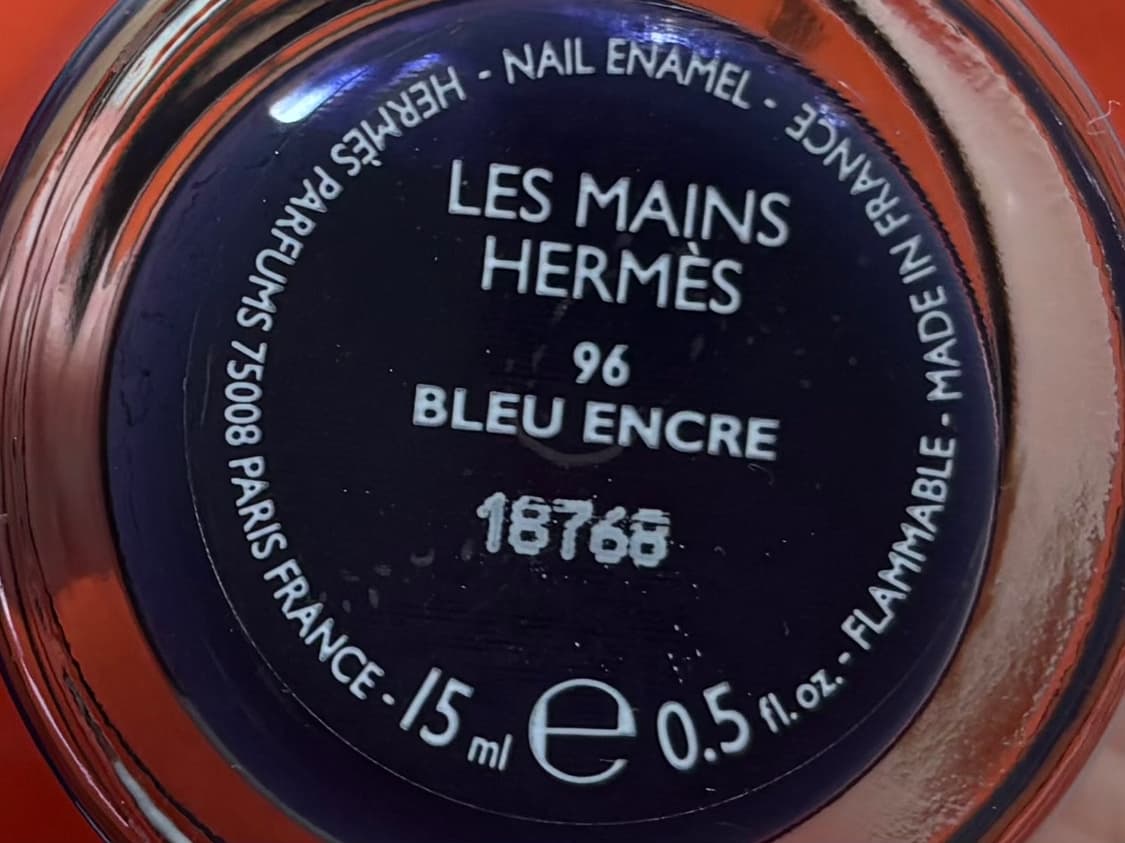 HERMÈS PARFUMS 75008 PARIS FRANCE - 15 ml e 0.5 fl.oz. - FLAMMABLE - MADE IN FRANCE - NAIL ENAMEL -
LES MAINS
HERMÈS
96
BLEU ENCRE
18768